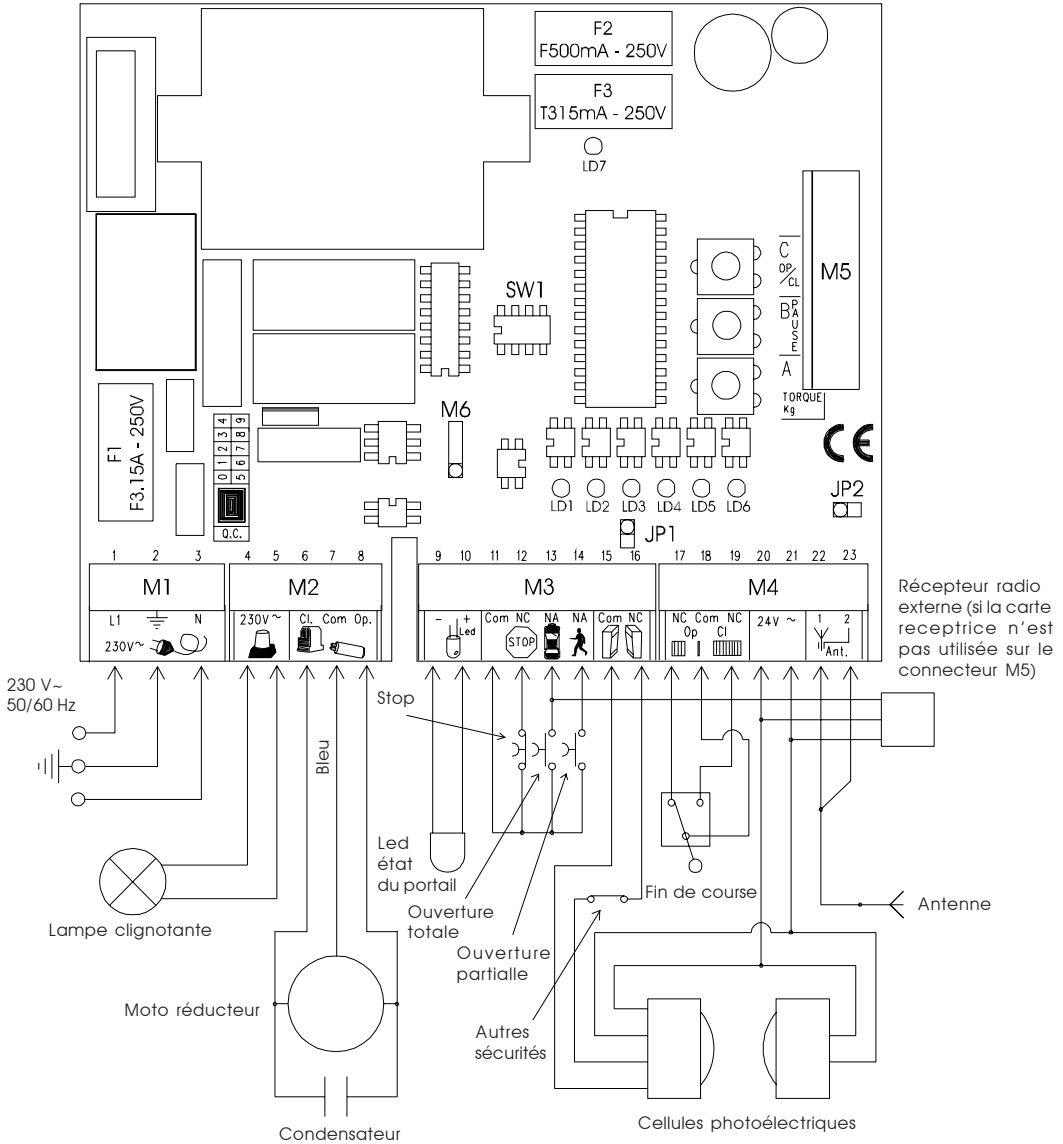 F2
F500mA - 250V
F3
T315mA - 250V
LD7
SW1
C
OP/CL
B
PAUSE
A
TORQUE
Kg
M5
F1
F3.15A - 250V
0 1 2 3 4
5 6 7 8 9
Q.C.
M6
LD1 LD2 LD3 LD4 LD5 LD6
JP1
JP2
CE
1 2 3 4 5 6 7 8 9 10 11 12 13 14 15 16 17 18 19 20 21 22 23
M1 M2 M3 M4
L1 N
230V~
230V~ Cl. Com Op.
- + Led
Com NC NA NA Com NC
STOP
NC Com NC
Op Cl
24V ~
1 2
Ant.
Récepteur radio
externe (si la carte
receptrice n'est
pas utilisée sur le
connecteur M5)
230 V~
50/60 Hz
Bleu
Stop
Led
état
du portail
Ouverture
totale
Ouverture
partialle
Fin de course
Antenne
Lampe clignotante
Moto réducteur
Autres
sécurités
Condensateur
Cellules photoélectriques